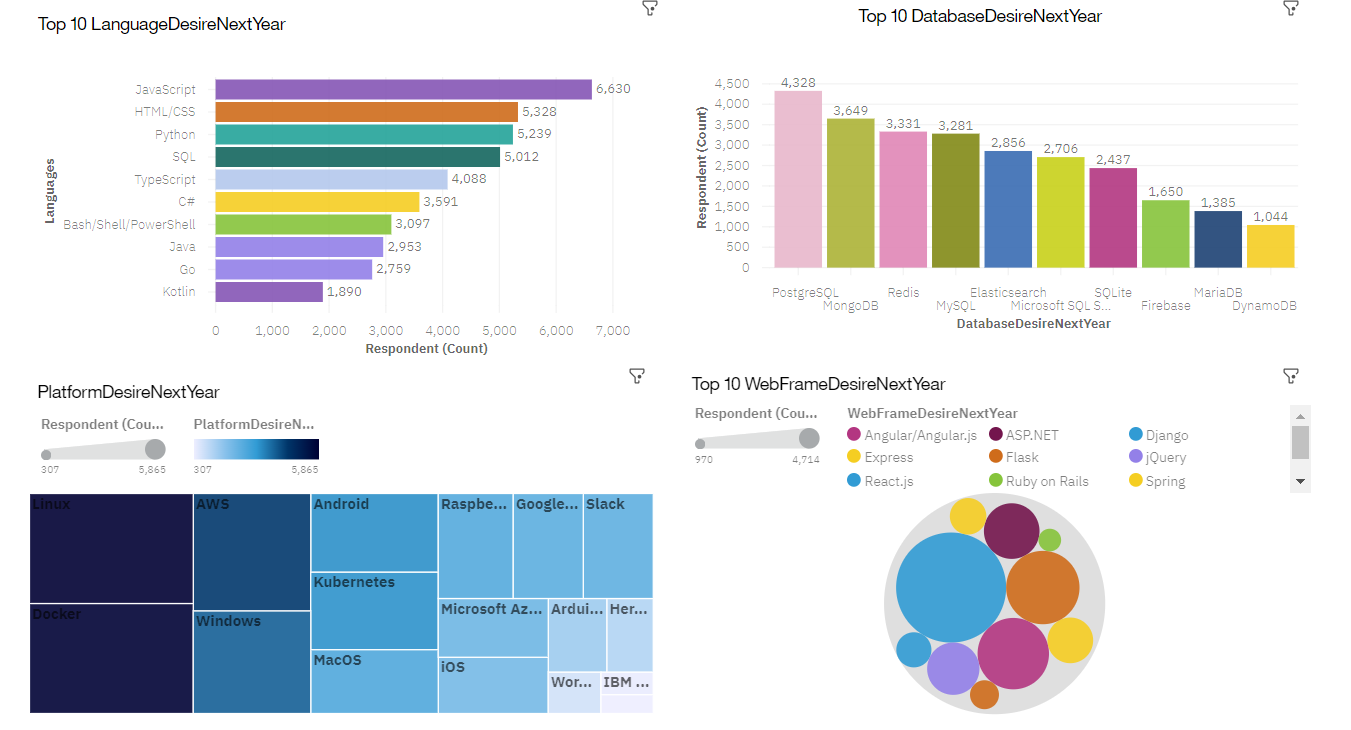 Top 10 LanguageDesireNextYear
Languages
JavaScript 6,630
HTML/CSS 5,328
Python 5,239
SQL 5,012
TypeScript 4,088
C# 3,591
Bash/Shell/PowerShell 3,097
Java 2,953
Go 2,759
Kotlin 1,890
0 1,000 2,000 3,000 4,000 5,000 6,000 7,000
Respondent (Count)
Top 10 DatabaseDesireNextYear
Respondent (Count)
4,500
4,000
3,500
3,000
2,500
2,000
1,500
1,000
500
0
4,328 3,649 3,331 3,281 2,856 2,706 2,437 1,650 1,385 1,044
PostgreSQL Redis Elasticsearch SQLite MariaDB
MongoDB MySQL Microsoft SQL S... Firebase DynamoDB
DatabaseDesireNextYear
PlatformDesireNextYear
Respondent (Cou... PlatformDesireN...
307 5,865 307 5,865
Linux AWS Android Raspbe... Google... Slack
Kubernetes
Docker Microsoft Az... Ardui... Her...
Windows
MacOS iOS
Wor... IBM ...
Top 10 WebFrameDesireNextYear
Respondent (Cou... WebFrameDesireNextYear
970 4,714
Angular/Angular.js ASP.NET Django
Express Flask jQuery
React.js Ruby on Rails Spring